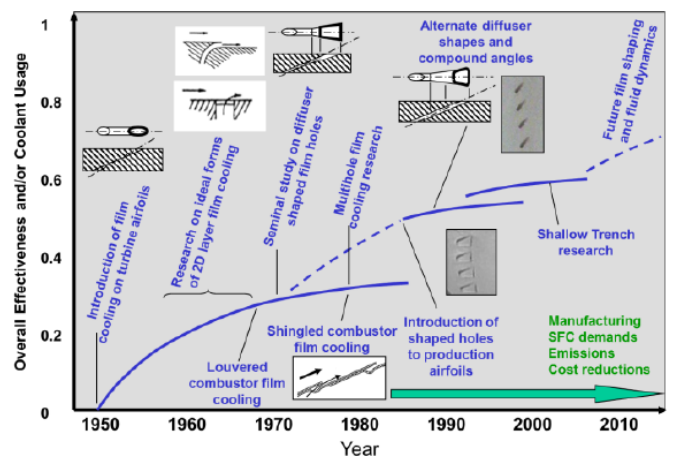 Overall Effectiveness and/or Coolant Usage
1
0.8
0.6
0.4
0.2
0
Introduction of film
cooling on turbine airfoils
Research on ideal forms
of 2D layer film cooling
Seminal study on diffuser
shaped film holes
Multihole film
cooling research
Alternate diffuser
shapes and
compound angles
Future film shaping
and fluid dynamics
Shallow Trench
research
Louvered
combustor film
cooling
Shingled combustor
film cooling
Introduction of
shaped holes
to production
airfoils
Manufacturing
SFC demands
Emissions
Cost reductions
1950
1960
1970
1980
1990
2000
2010
Year